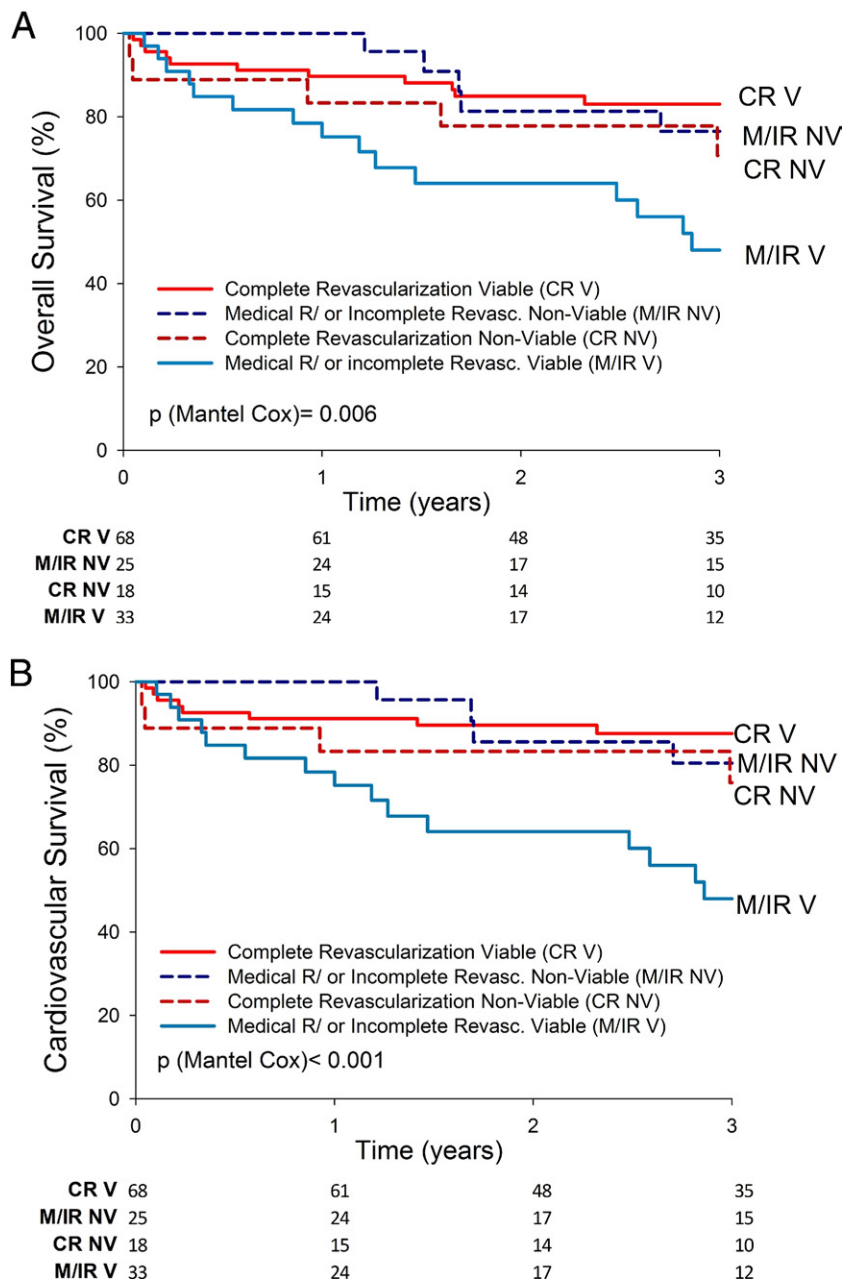 A
Overall Survival (%)
100
80
60
40
20
0
CR V
M/IR NV
CR NV
M/IR V
Complete Revascularization Viable (CR V)
Medical R/ or Incomplete Revasc. Non-Viable (M/IR NV)
Complete Revascularization Non-Viable (CR NV)
Medical R/ or incomplete Revasc. Viable (M/IR V)
p (Mantel Cox)= 0.006
0 1 2 3
Time (years)
CR V 68 61 48 35
M/IR NV 25 24 17 15
CR NV 18 15 14 10
M/IR V 33 24 17 12
B
Cardiovascular Survival (%)
100
80
60
40
20
0
CR V
M/IR NV
CR NV
M/IR V
Complete Revascularization Viable (CR V)
Medical R/ or Incomplete Revasc. Non-Viable (M/IR NV)
Complete Revascularization Non-Viable (CR NV)
Medical R/ or Incomplete Revasc. Viable (M/IR V)
p (Mantel Cox)< 0.001
0 1 2 3
Time (years)
CR V 68 61 48 35
M/IR NV 25 24 17 15
CR NV 18 15 14 10
M/IR V 33 24 17 12